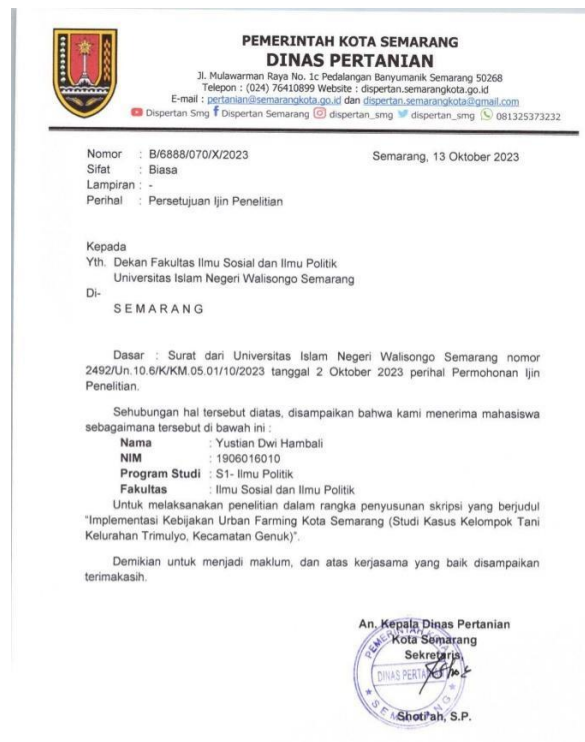 PEMERINTAH KOTA SEMARANG
DINAS PERTANIAN
Jl. Mulawarman Raya No. 1c Pedalangan Banyumanik Semarang 50268
Telepon : (024) 76410899 Website : dispertan.semarangkota.go.id
E-mail : pertanian@semarangkota.go.id dan dispertan.semarangkota@gmail.com
Dispertan Smg Dispertan Semarang dispertan_smg dispertan_smg 081325373232
Nomor : B/6888/070/X/2023 Semarang, 13 Oktober 2023
Sifat : Biasa
Lampiran : -
Perihal : Persetujuan Ijin Penelitian
Kepada
Yth. Dekan Fakultas Ilmu Sosial dan Ilmu Politik
Universitas Islam Negeri Walisongo Semarang
Di-
S E M A R A N G
Dasar : Surat dari Universitas Islam Negeri Walisongo Semarang nomor
2492/Un.10.6/K/KM.05.01/10/2023 tanggal 2 Oktober 2023 perihal Permohonan Ijin
Penelitian.
Sehubungan hal tersebut diatas, disampaikan bahwa kami menerima mahasiswa
sebagaimana tersebut di bawah ini :
Nama : Yustian Dwi Hambali
NIM : 1906016010
Program Studi : S1- Ilmu Politik
Fakultas : Ilmu Sosial dan Ilmu Politik
Untuk melaksanakan penelitian dalam rangka penyusunan skripsi yang berjudul
"Implementasi Kebijakan Urban Farming Kota Semarang (Studi Kasus Kelompok Tani
Kelurahan Trimulyo, Kecamatan Genuk)".
Demikian untuk menjadi maklum, dan atas kerjasama yang baik disampaikan
terimakasih.
An. Kepala Dinas Pertanian
Kota Semarang
Sekretaris
PEMERINTAH KOTA
DINAS PERTANIAN
SEMARANG
Shoti'ah, S.P.